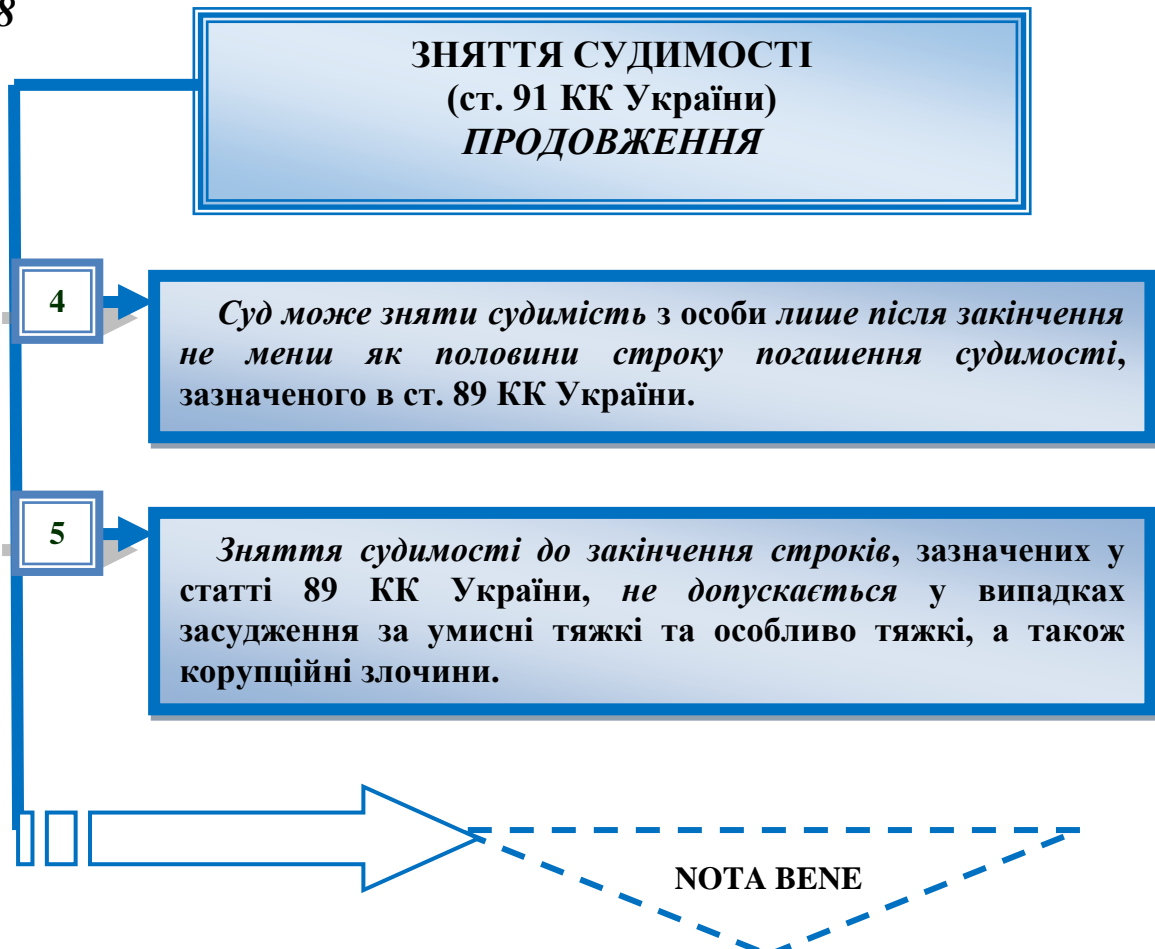 8
ЗНЯТТЯ СУДИМОСТІ
(ст. 91 КК України)
ПРОДОВЖЕННЯ
4
Суд може зняти судимість з особи лише після закінчення
не менш як половини строку погашення судимості,
зазначеного в ст. 89 КК України.
5
Зняття судимості до закінчення строків, зазначених у
статті 89 КК України, не допускається у випадках
засудження за умисні тяжкі та особливо тяжкі, а також
корупційні злочини.
NOTA BENE